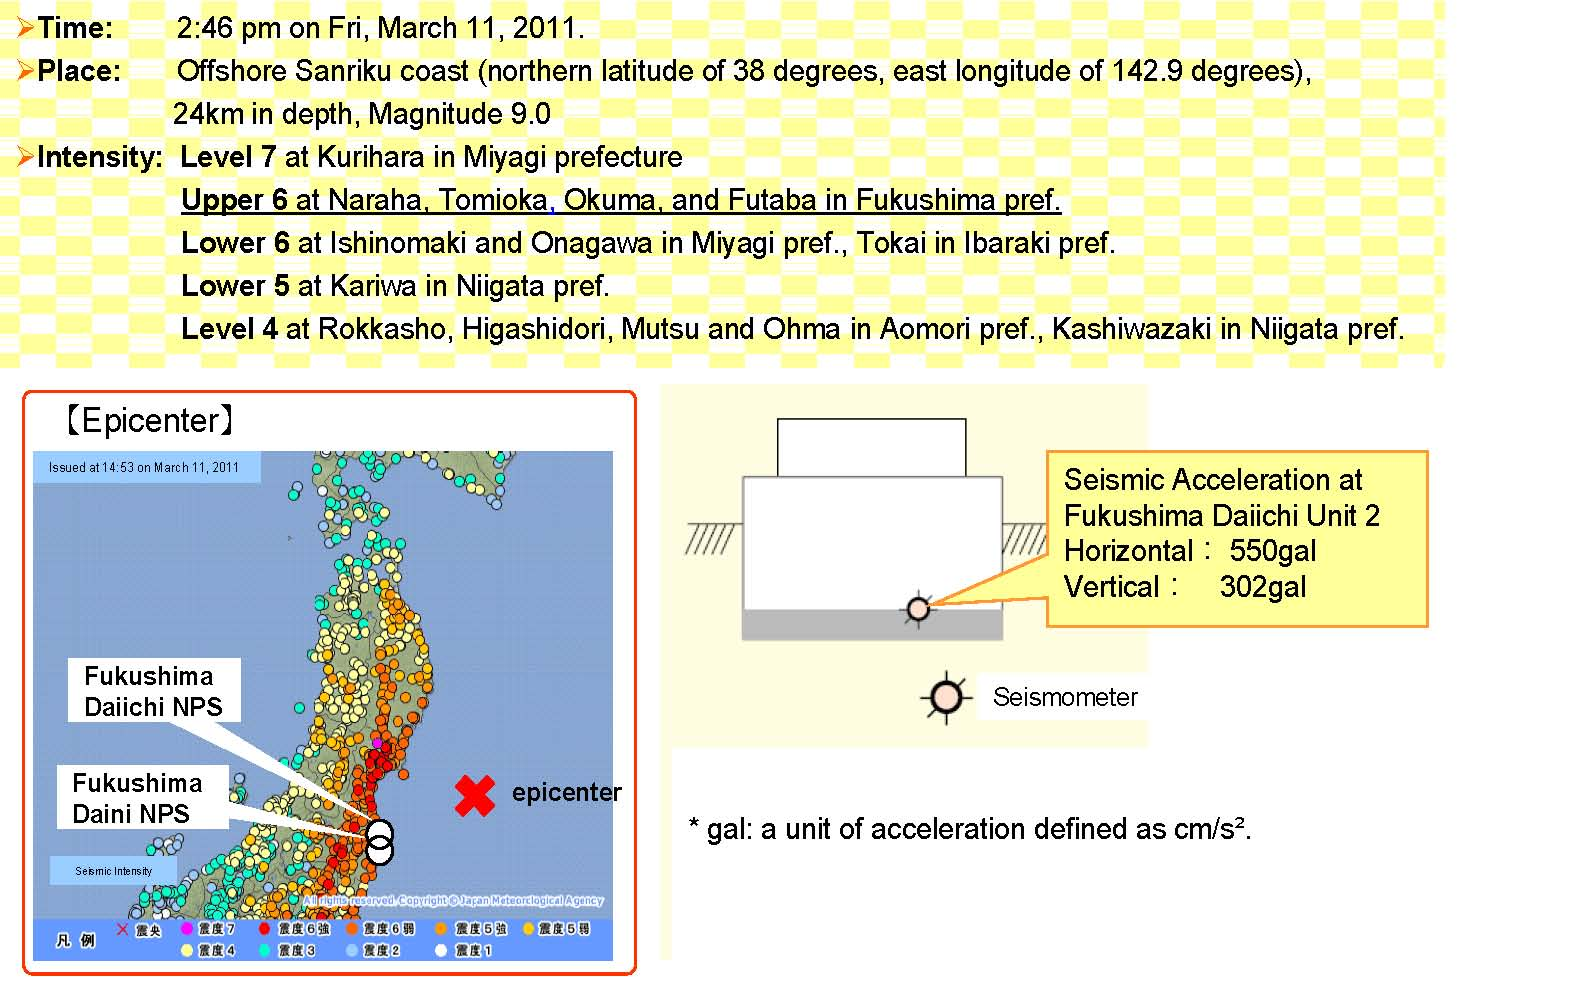 ➢Time: 2:46 pm on Fri, March 11, 2011.
➢Place: Offshore Sanriku coast (northern latitude of 38 degrees, east longitude of 142.9 degrees),
24km in depth, Magnitude 9.0
➢Intensity: Level 7 at Kurihara in Miyagi prefecture
Upper 6 at Naraha, Tomioka, Okuma, and Futaba in Fukushima pref.
Lower 6 at Ishinomaki and Onagawa in Miyagi pref., Tokai in Ibaraki pref.
Lower 5 at Kariwa in Niigata pref.
Level 4 at Rokkasho, Higashidori, Mutsu and Ohma in Aomori pref., Kashiwazaki in Niigata pref.
【Epicenter】
Issued at 14:53 on March 11, 2011
Fukushima
Daiichi NPS
Fukushima
Daini NPS
epicenter
Seismic Intensity
All rights reserved. Copyright © Japan Meteorological Agency
凡 例
震央 震度7 震度6強 震度6弱 震度5強 震度5弱
震度4 震度3 震度2 震度1
Seismic Acceleration at
Fukushima Daiichi Unit 2
Horizontal： 550gal
Vertical： 302gal
Seismometer
* gal: a unit of acceleration defined as cm/s².